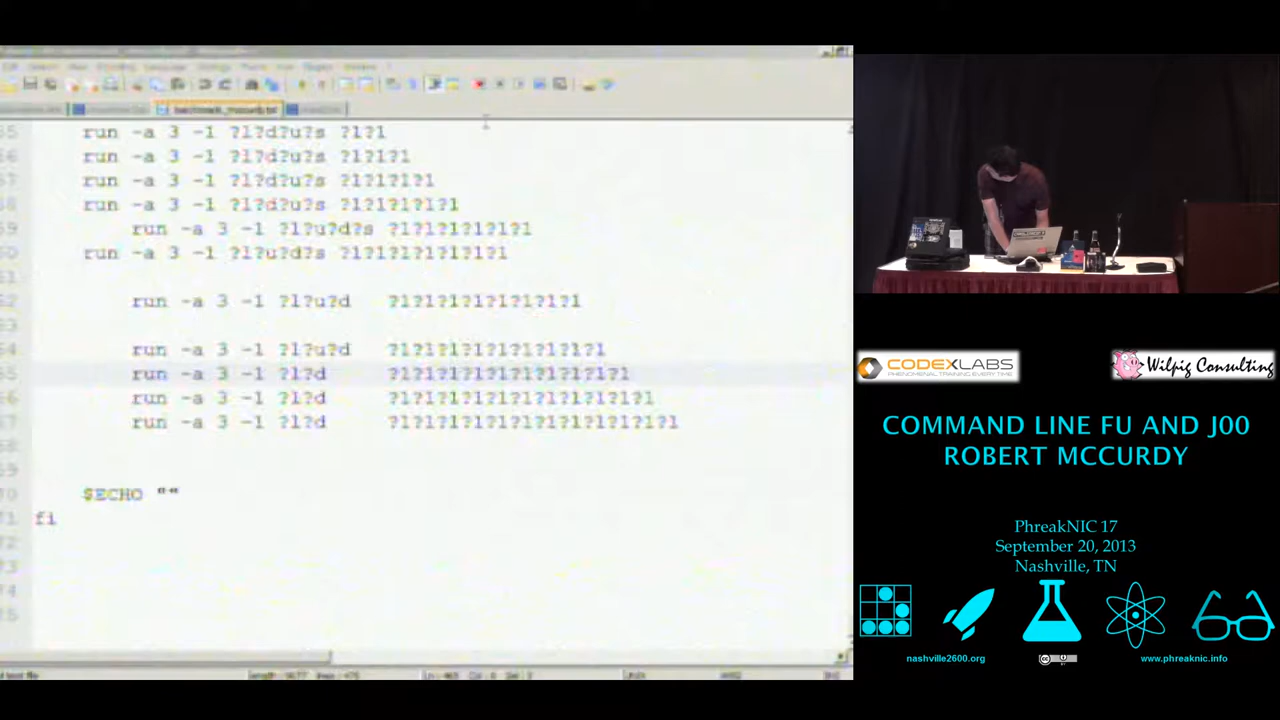 run -a 3 -1 ?l?d?u?s ?1?1
run -a 3 -1 ?l?d?u?s ?1?1?1
run -a 3 -1 ?l?d?u?s ?1?1?1?1
run -a 3 -1 ?l?d?u?s ?1?1?1?1?1
run -a 3 -1 ?l?u?d?s ?1?1?1?1?1?1
run -a 3 -1 ?l?u?d?s ?1?1?1?1?1?1?1
run -a 3 -1 ?l?u?d ?1?1?1?1?1?1?1?1
run -a 3 -1 ?l?u?d ?1?1?1?1?1?1?1?1?1
run -a 3 -1 ?l?d ?1?1?1?1?1?1?1?1?1?1
run -a 3 -1 ?l?d ?1?1?1?1?1?1?1?1?1?1?1
run -a 3 -1 ?l?d ?1?1?1?1?1?1?1?1?1?1?1?1
$ECHO ""
fi
CODEXLABS
PHENOMENAL TRAINING EVERY TIME
Wilpig Consulting
COMMAND LINE FU AND J00
ROBERT MCCURDY
PhreakNIC 17
September 20, 2013
Nashville, TN
nashville2600.org
www.phreaknic.info